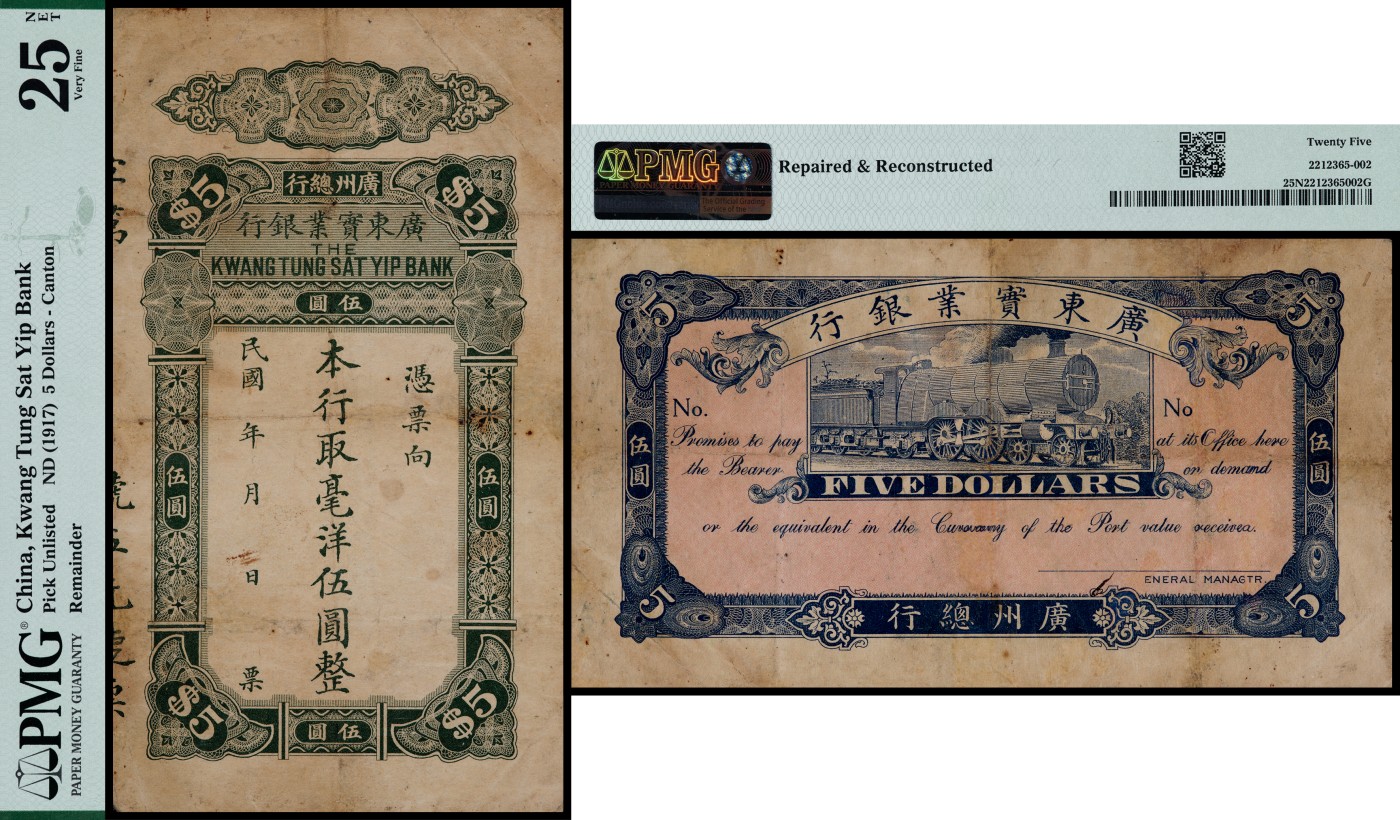 PMG®
PAPER MONEY GUARANTY
China, Kwang Tung Sat Yip Bank
Pick Unlisted ND (1917) 5 Dollars - Canton
Remainder
25 NET
Very Fine
$5
$5
行總州廣
行銀業實東廣
THE
KWANG TUNG SAT YIP BANK
圓伍
憑票向
本行取毫洋伍圓整
民國年月日票
伍圓
伍圓
$5
圓伍
$5
PMG
PAPER MONEY GUARANTY
Repaired & Reconstructed
Twenty Five
2212365-002
25N2212365002G
5
5
行銀業實東廣
No.
No
Promises to pay
at its Office here
the Bearer
on demand
伍圓
伍圓
FIVE DOLLARS
or the equivalent in the Currency of the Port value receivea.
ENERAL MANAGTR.
5
行總州廣
5